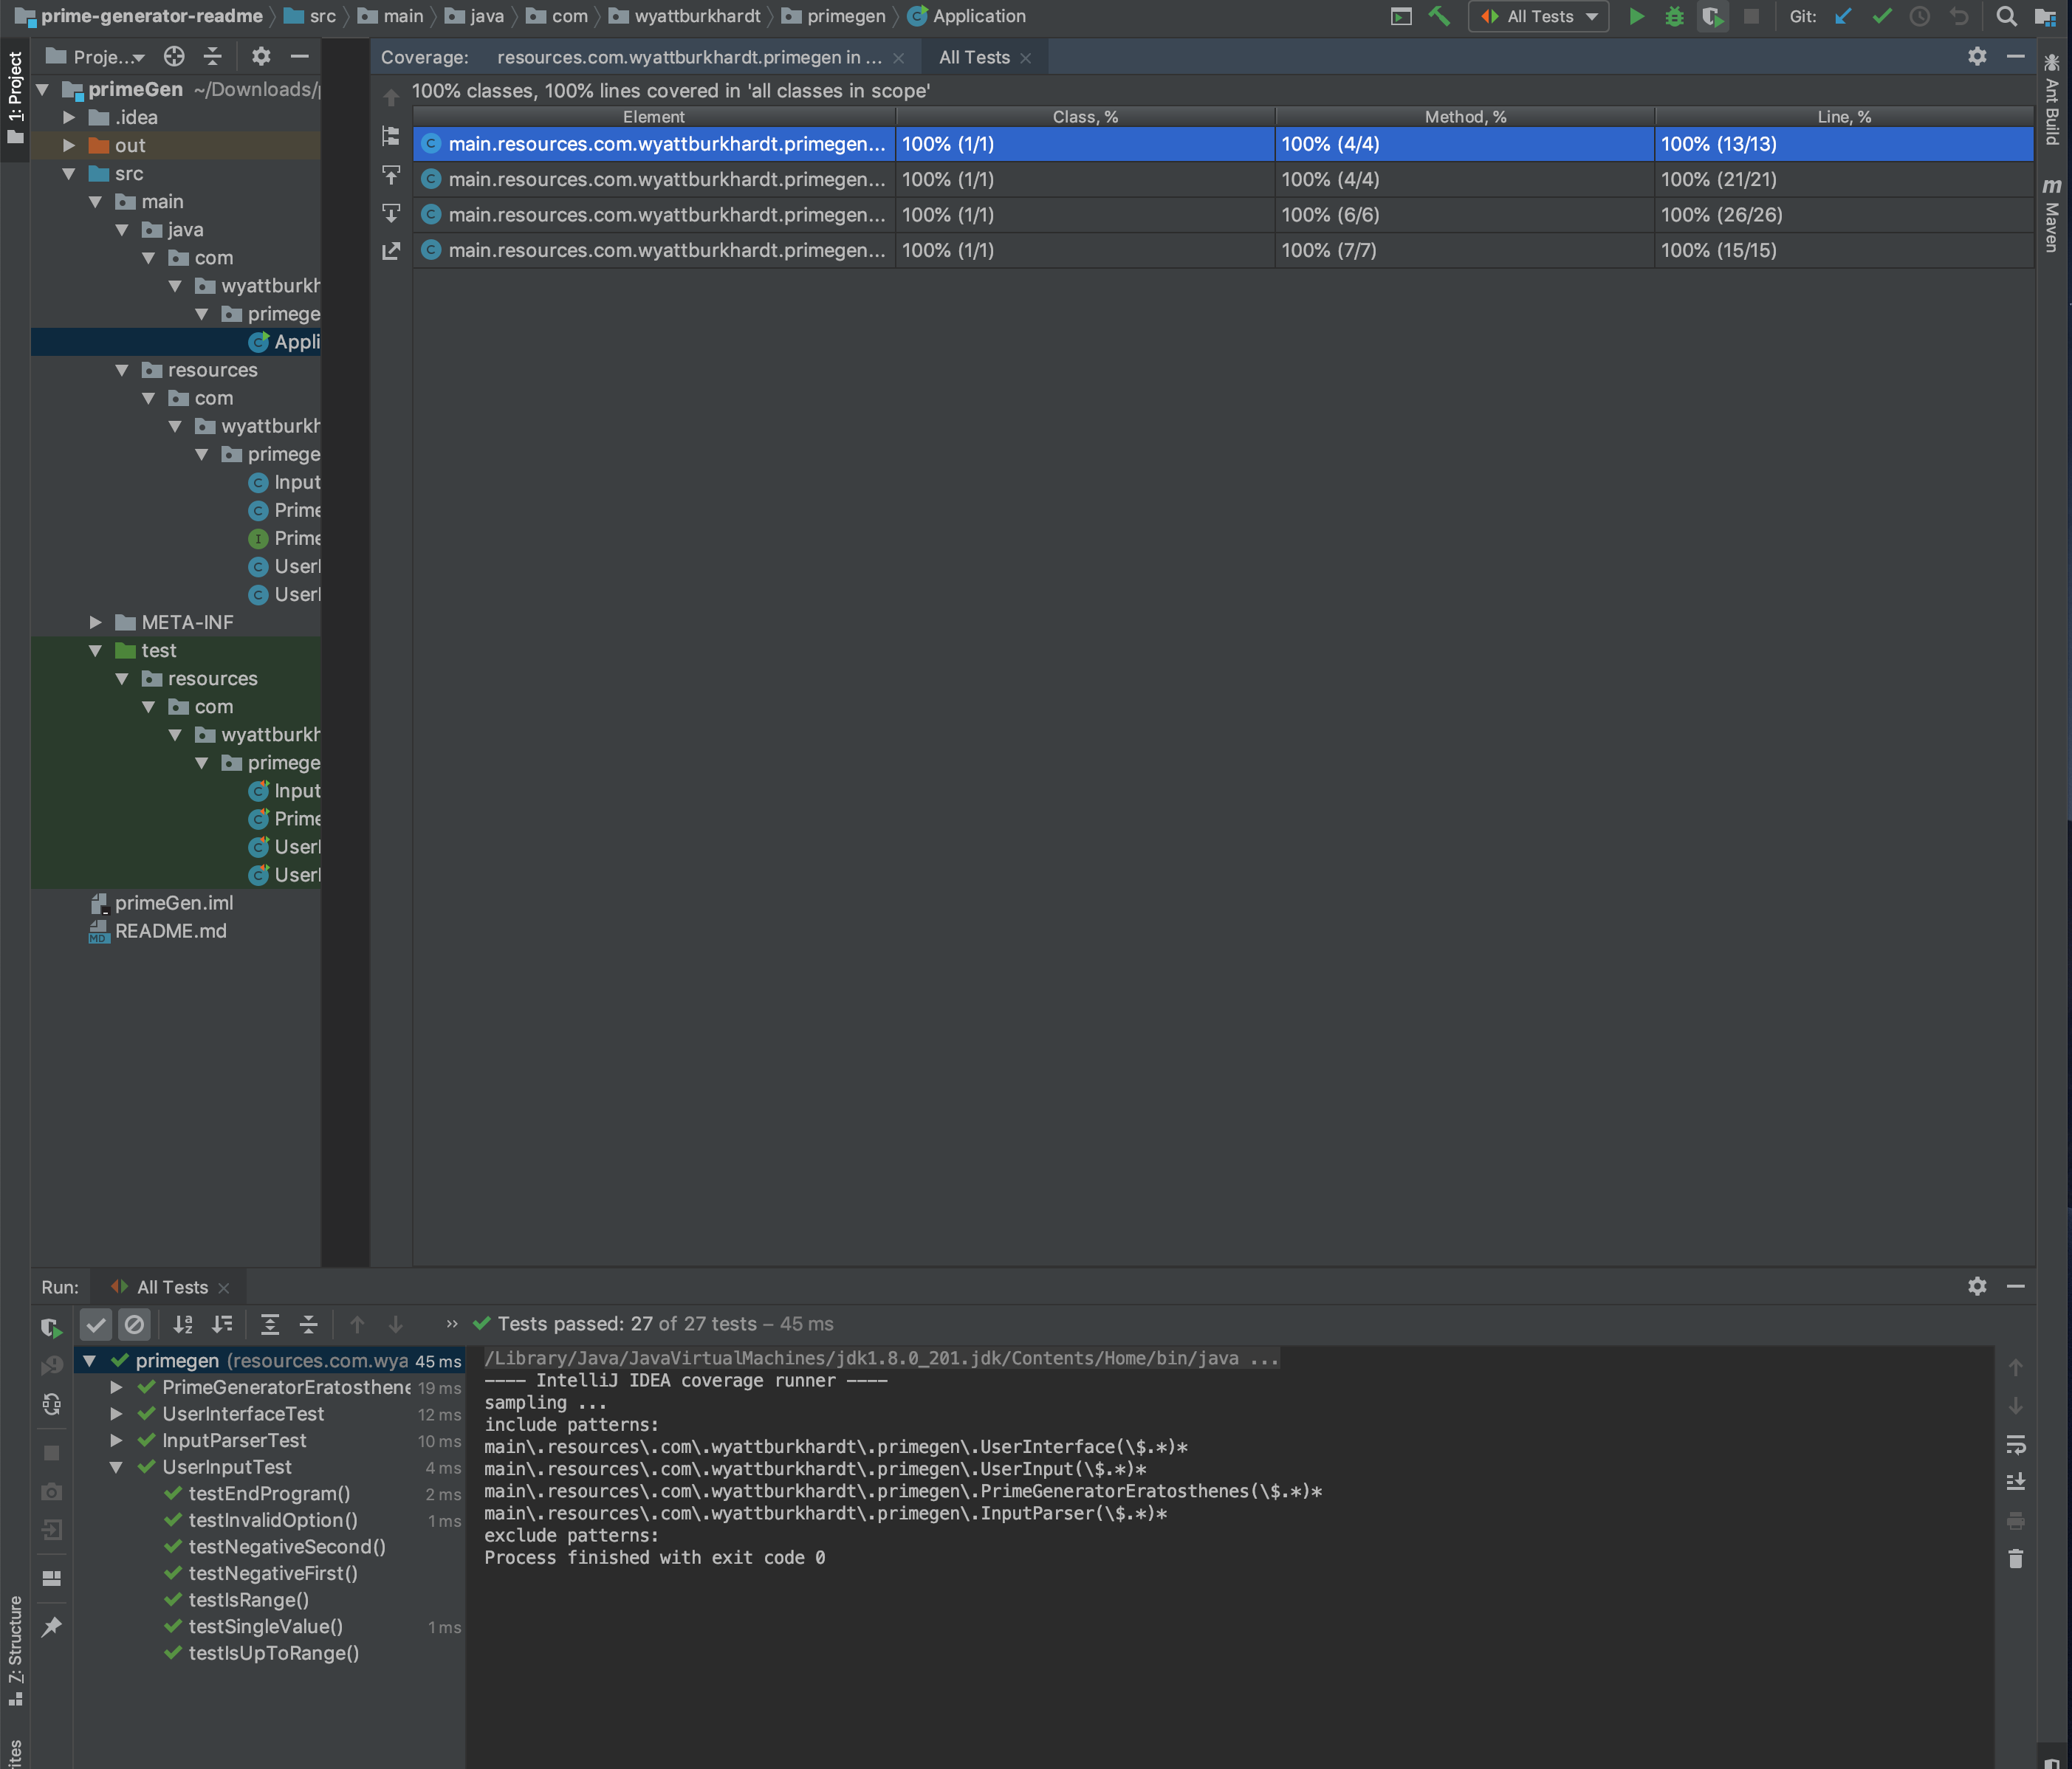 prime-generator-readme src main java com wyattburkhardt primegen Application All Tests Git:
1: Project
Proje...
primeGen ~/Downloads/
.idea
out
src
main
java
com
wyattburkh
primege
Appli
resources
com
wyattburkh
primege
Input
Prime
Prime
UserI
UserI
META-INF
test
resources
com
wyattburkh
primege
Input
Prime
UserI
UserI
primeGen.iml
README.md
Coverage: resources.com.wyattburkhardt.primegen in ... All Tests
100% classes, 100% lines covered in 'all classes in scope'
Element Class, % Method, % Line, %
main.resources.com.wyattburkhardt.primegen... 100% (1/1) 100% (4/4) 100% (13/13)
main.resources.com.wyattburkhardt.primegen... 100% (1/1) 100% (4/4) 100% (21/21)
main.resources.com.wyattburkhardt.primegen... 100% (1/1) 100% (6/6) 100% (26/26)
main.resources.com.wyattburkhardt.primegen... 100% (1/1) 100% (7/7) 100% (15/15)
Ant Build
Maven
Run: All Tests
Tests passed: 27 of 27 tests – 45 ms
primegen (resources.com.wya 45 ms
PrimeGeneratorEratosthene 19 ms
UserInterfaceTest 12 ms
InputParserTest 10 ms
UserInputTest 4 ms
testEndProgram() 2 ms
testInvalidOption() 1 ms
testNegativeSecond()
testNegativeFirst()
testIsRange()
testSingleValue() 1 ms
testIsUpToRange()
/Library/Java/JavaVirtualMachines/jdk1.8.0_201.jdk/Contents/Home/bin/java ...
---- IntelliJ IDEA coverage runner ----
sampling ...
include patterns:
main\.resources\.com\.wyattburkhardt\.primegen\.UserInterface(\$.*)*
main\.resources\.com\.wyattburkhardt\.primegen\.UserInput(\$.*)*
main\.resources\.com\.wyattburkhardt\.primegen\.PrimeGeneratorEratosthenes(\$.*)*
main\.resources\.com\.wyattburkhardt\.primegen\.InputParser(\$.*)*
exclude patterns:
Process finished with exit code 0
Z: Structure